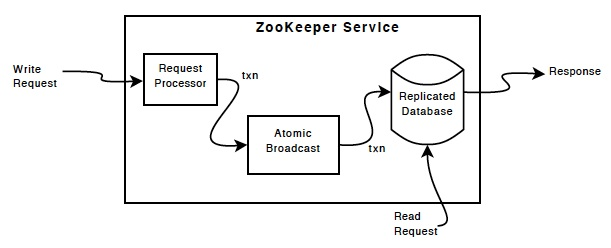 ZooKeeper Service
Write
Request
Request
Processor
txn
Atomic
Broadcast
txn
Replicated
Database
Response
Read
Request